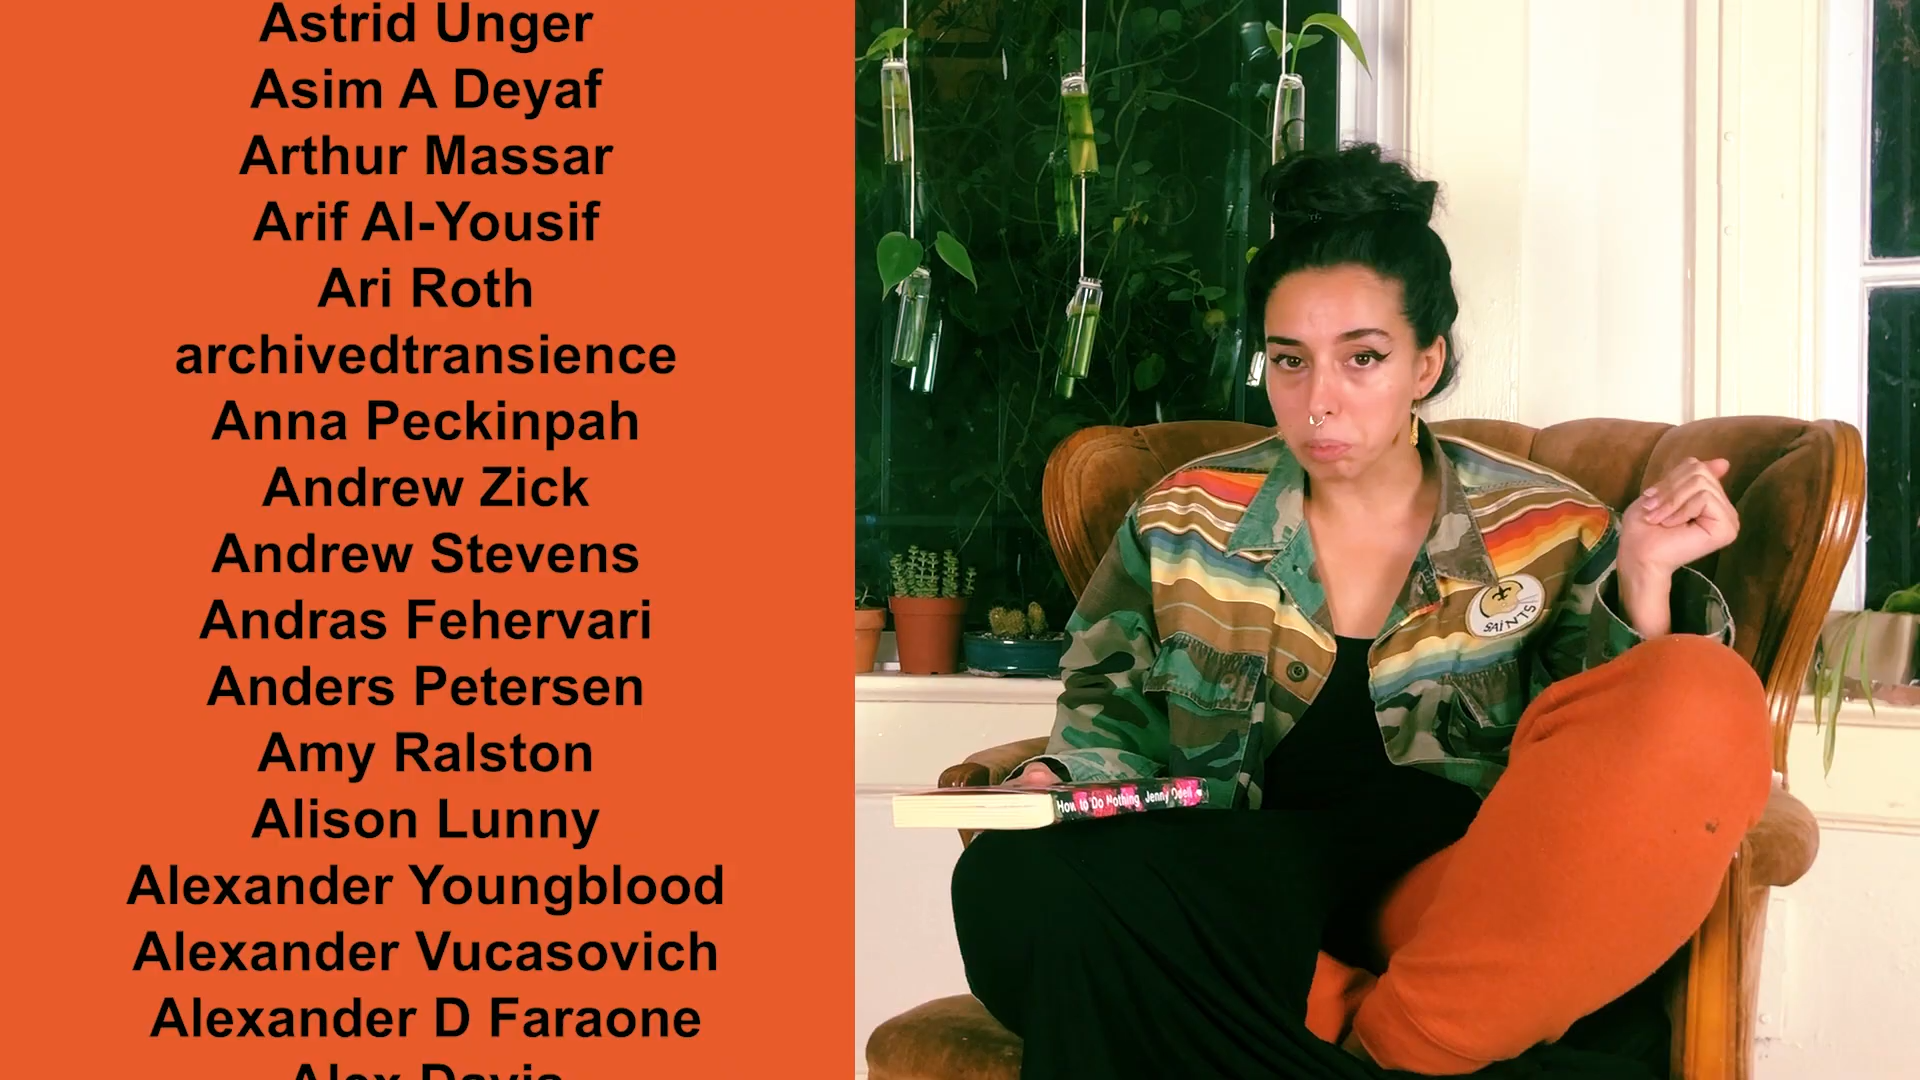 Astrid Unger
Asim A Deyaf
Arthur Massar
Arif Al-Yousif
Ari Roth
archivedtransience
Anna Peckinpah
Andrew Zick
Andrew Stevens
Andras Fehervari
Anders Petersen
Amy Ralston
Alison Lunny
Alexander Youngblood
Alexander Vucasovich
Alexander D Faraone
Alex Davis
SAINTS
How to Do Nothing Jenny Odell